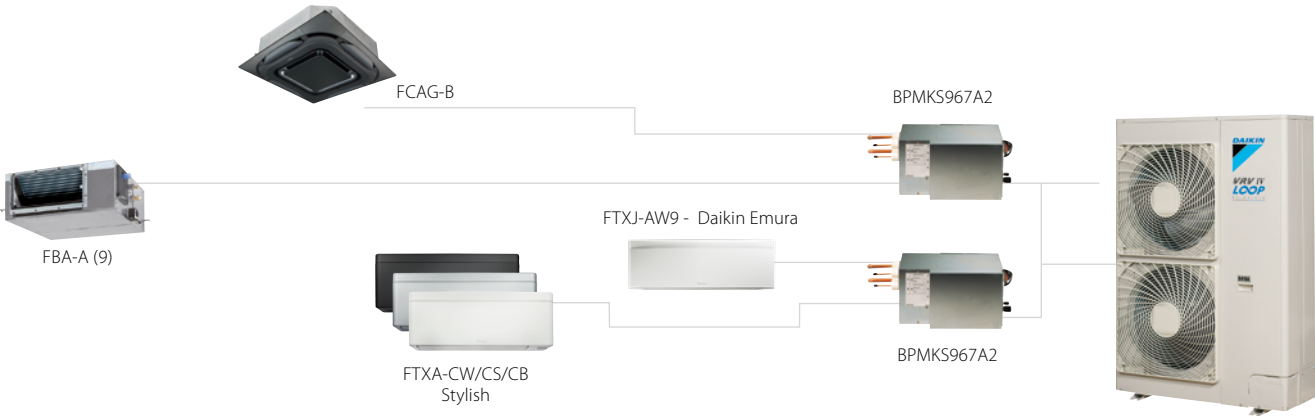 FCAG-B
BPMKS967A2
DAIKIN
VRV IV
LOOP
FTXJ-AW9 - Daikin Emura
FBA-A (9)
BPMKS967A2
FTXA-CW/CS/CB
Stylish